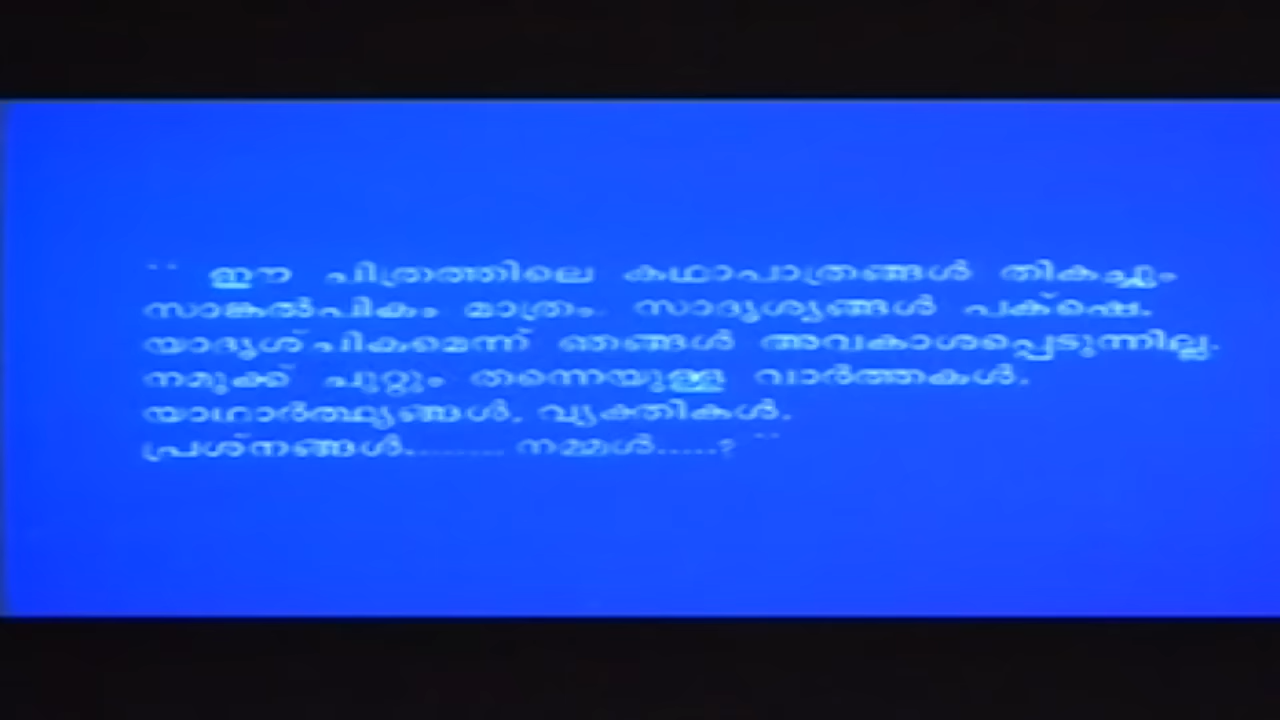 " ഈ ചിത്രത്തിലെ കഥാപാത്രങ്ങൾ തികച്ചും
സാങ്കൽപികം മാത്രം. സാദൃശ്യങ്ങൾ പക്ഷെ.
യാദൃശ്ചികമെന്ന് ഞങ്ങൾ അവകാശപ്പെടുന്നില്ല.
നമുക്ക് ചുറ്റും തന്നെയുള്ള വാർത്തകൾ.
യാഥാർത്ഥ്യങ്ങൾ. വ്യക്തികൾ.
പ്രശ്നങ്ങൾ......... നമ്മൾ.....? "